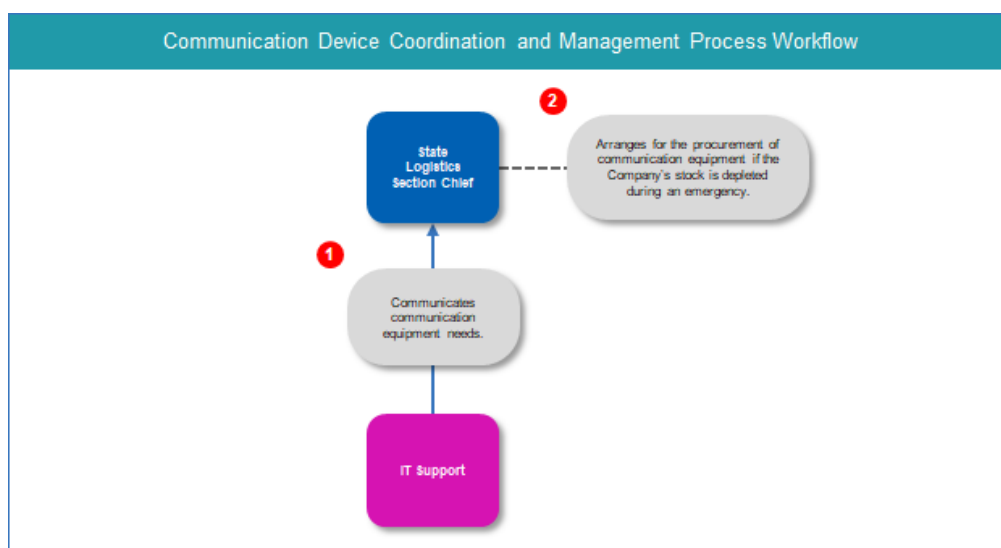 Communication Device Coordination and Management Process Workflow
2
State
Logistics
Section Chief
Arranges for the procurement of
communication equipment if the
Company's stock is depleted
during an emergency.
1
Communicates
communication
equipment needs.
IT Support